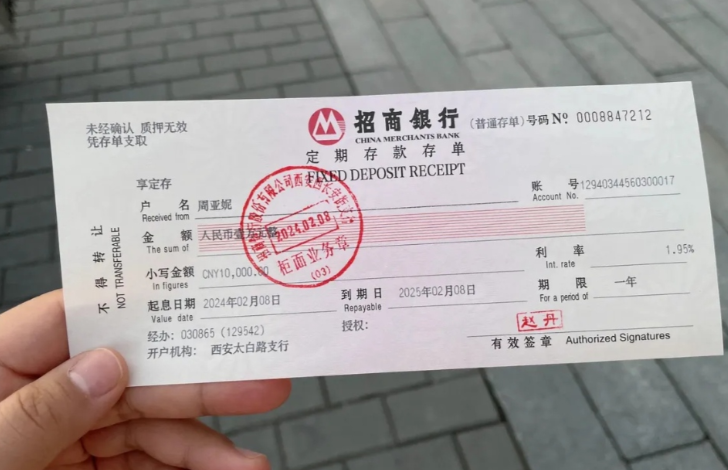 未经确认 质押无效
凭存单支取
招商银行
CHINA MERCHANTS BANK
(普通存单) 号码 Nº 0008847212
定期存款存单
FIXED DEPOSIT RECEIPT
享定存
户 名 周亚妮
Received from
账 号 12940344560300017
Account No.
金 额 人民币壹万元
The sum of
小写金额 CNY10,000.00
In figures
利 率 1.95%
Int. rate
起息日期 2024年02月08日
Value date
到 期 日 2025年02月08日
Repayable
期 限 一年
For a period of
经办: 030865 (129542)
授权:
赵丹
开户机构: 西安太白路支行
有效签章 Authorized Signatures
不得转让
NOT TRANSFERABLE
2024.02.08
柜面业务章
(03)